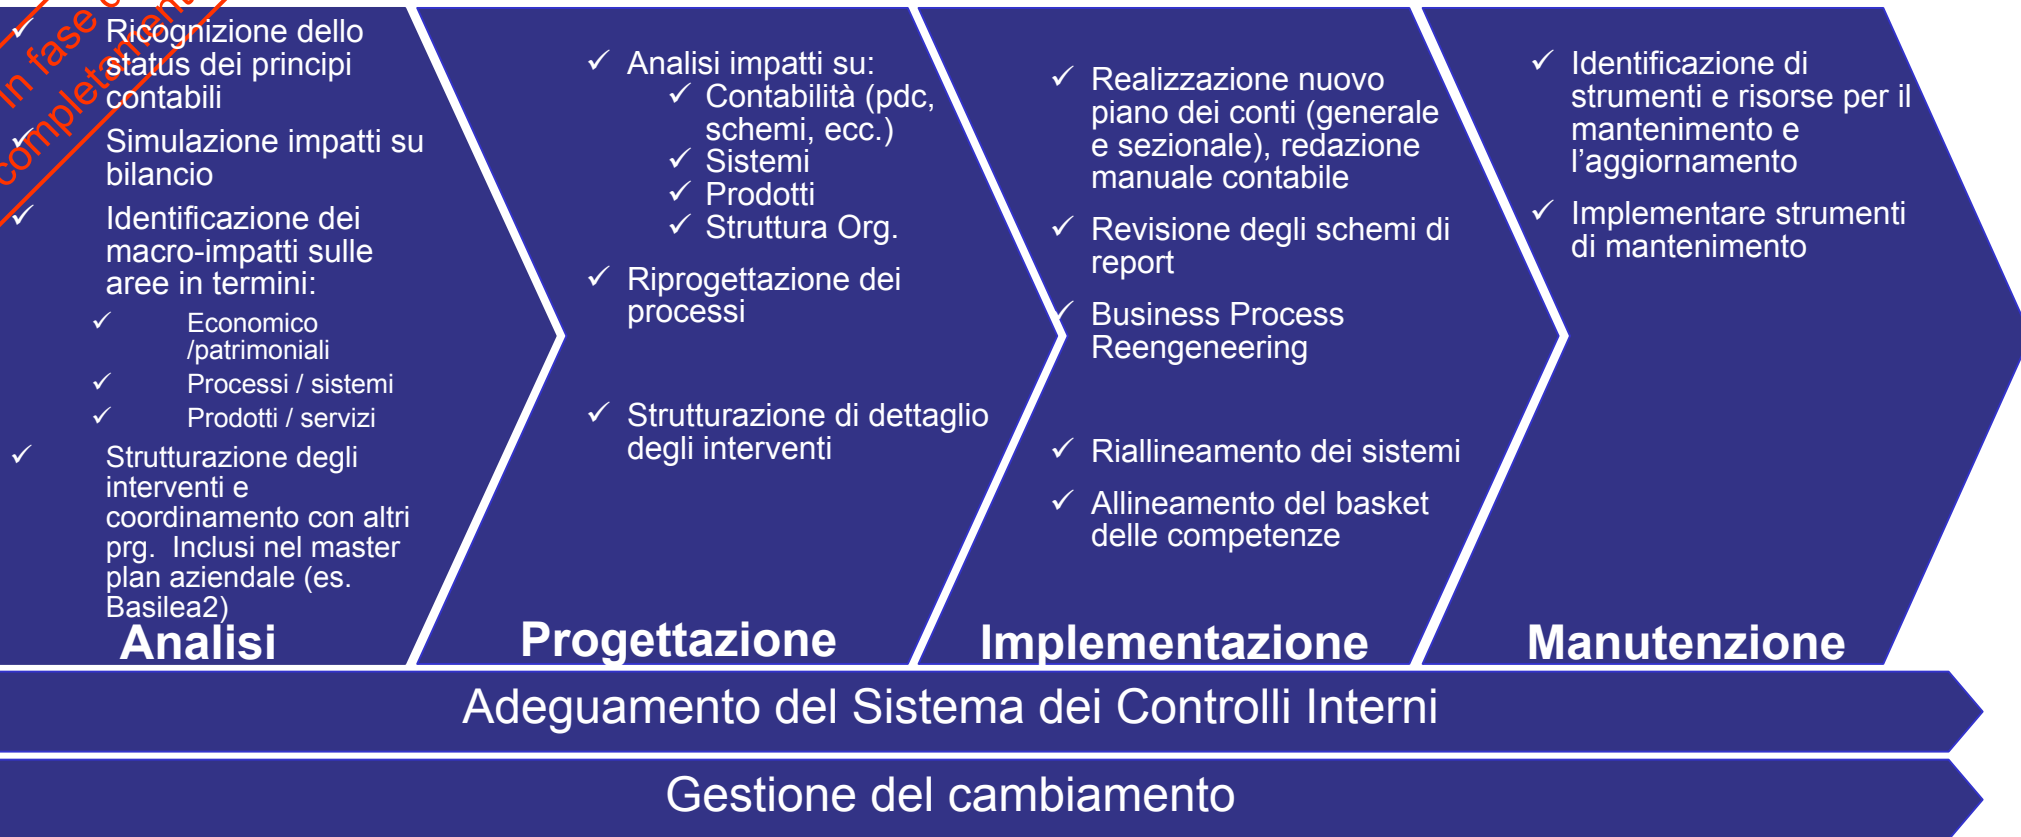 In fase
completament
Ricognizione dello
status dei principi
contabili
Simulazione impatti su
bilancio
Identificazione dei
macro-impatti sulle
aree in termini:
Economico
/patrimoniali
Processi / sistemi
Prodotti / servizi
Strutturazione degli
interventi e
coordinamento con altri
prg. Inclusi nel master
plan aziendale (es.
Basilea2)
Analisi
Analisi impatti su:
Contabilità (pdc,
schemi, ecc.)
Sistemi
Prodotti
Struttura Org.
Riprogettazione dei
processi
Strutturazione di dettaglio
degli interventi
Progettazione
Realizzazione nuovo
piano dei conti (generale
e sezionale), redazione
manuale contabile
Revisione degli schemi di
report
Business Process
Reengeneering
Riallineamento dei sistemi
Allineamento del basket
delle competenze
Implementazione
Identificazione di
strumenti e risorse per il
mantenimento e
l’aggiornamento
Implementare strumenti
di mantenimento
Manutenzione
Adeguamento del Sistema dei Controlli Interni
Gestione del cambiamento